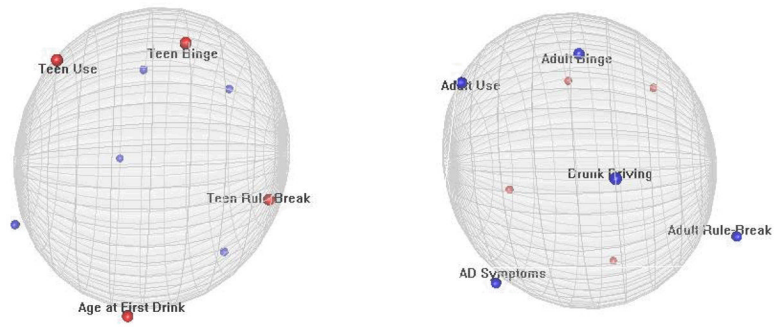 Teen Binge
Teen Use
Teen Rule-Break
Age at First Drink
Adult Binge
Adult Use
Drunk Driving
Adult Rule-Break
AD Symptoms